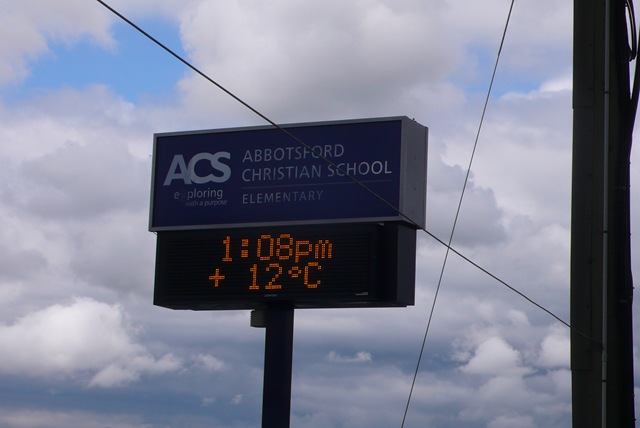 ACS
exploring
with a purpose
ABBOTSFORD
CHRISTIAN SCHOOL
ELEMENTARY
1:08pm
+ 12°C